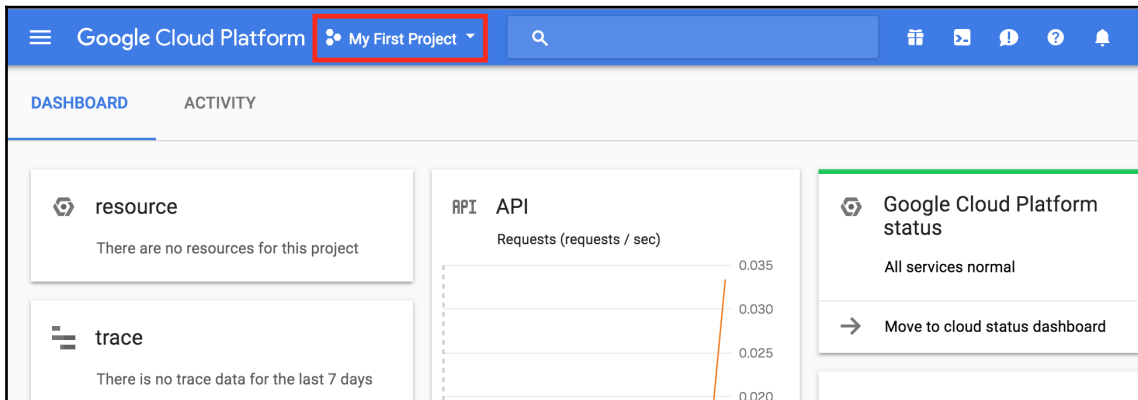 Google Cloud Platform
My First Project
DASHBOARD
ACTIVITY
resource
There are no resources for this project
trace
There is no trace data for the last 7 days
API
API
Requests (requests / sec)
0.035
0.030
0.025
0.020
Google Cloud Platform
status
All services normal
Move to cloud status dashboard